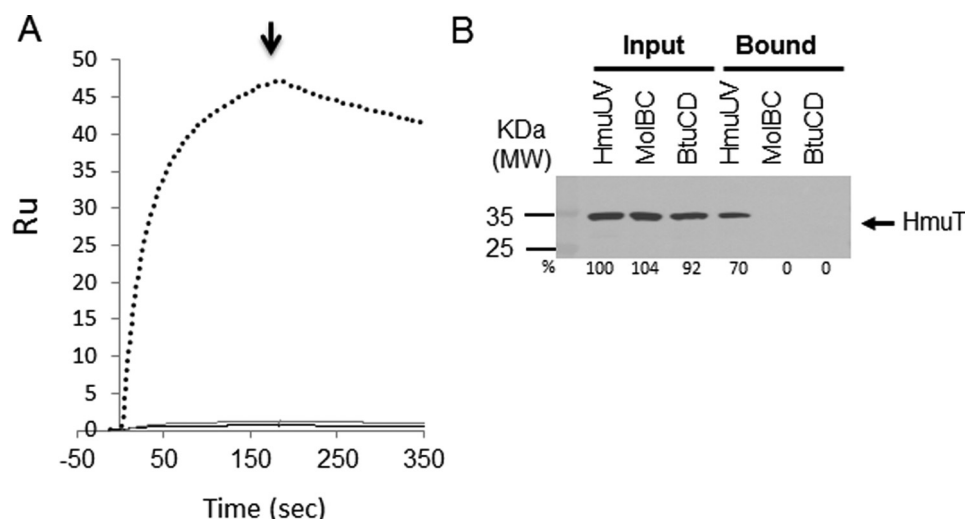 A
50
45
40
35
30
25
20
15
10
5
0
Ru
-50 50 150 250 350
Time (sec)
B
Input Bound
HmuUV MolBC BtuCD HmuUV MolBC BtuCD
KDa
(MW)
35
25
HmuT
% 100 104 92 70 0 0